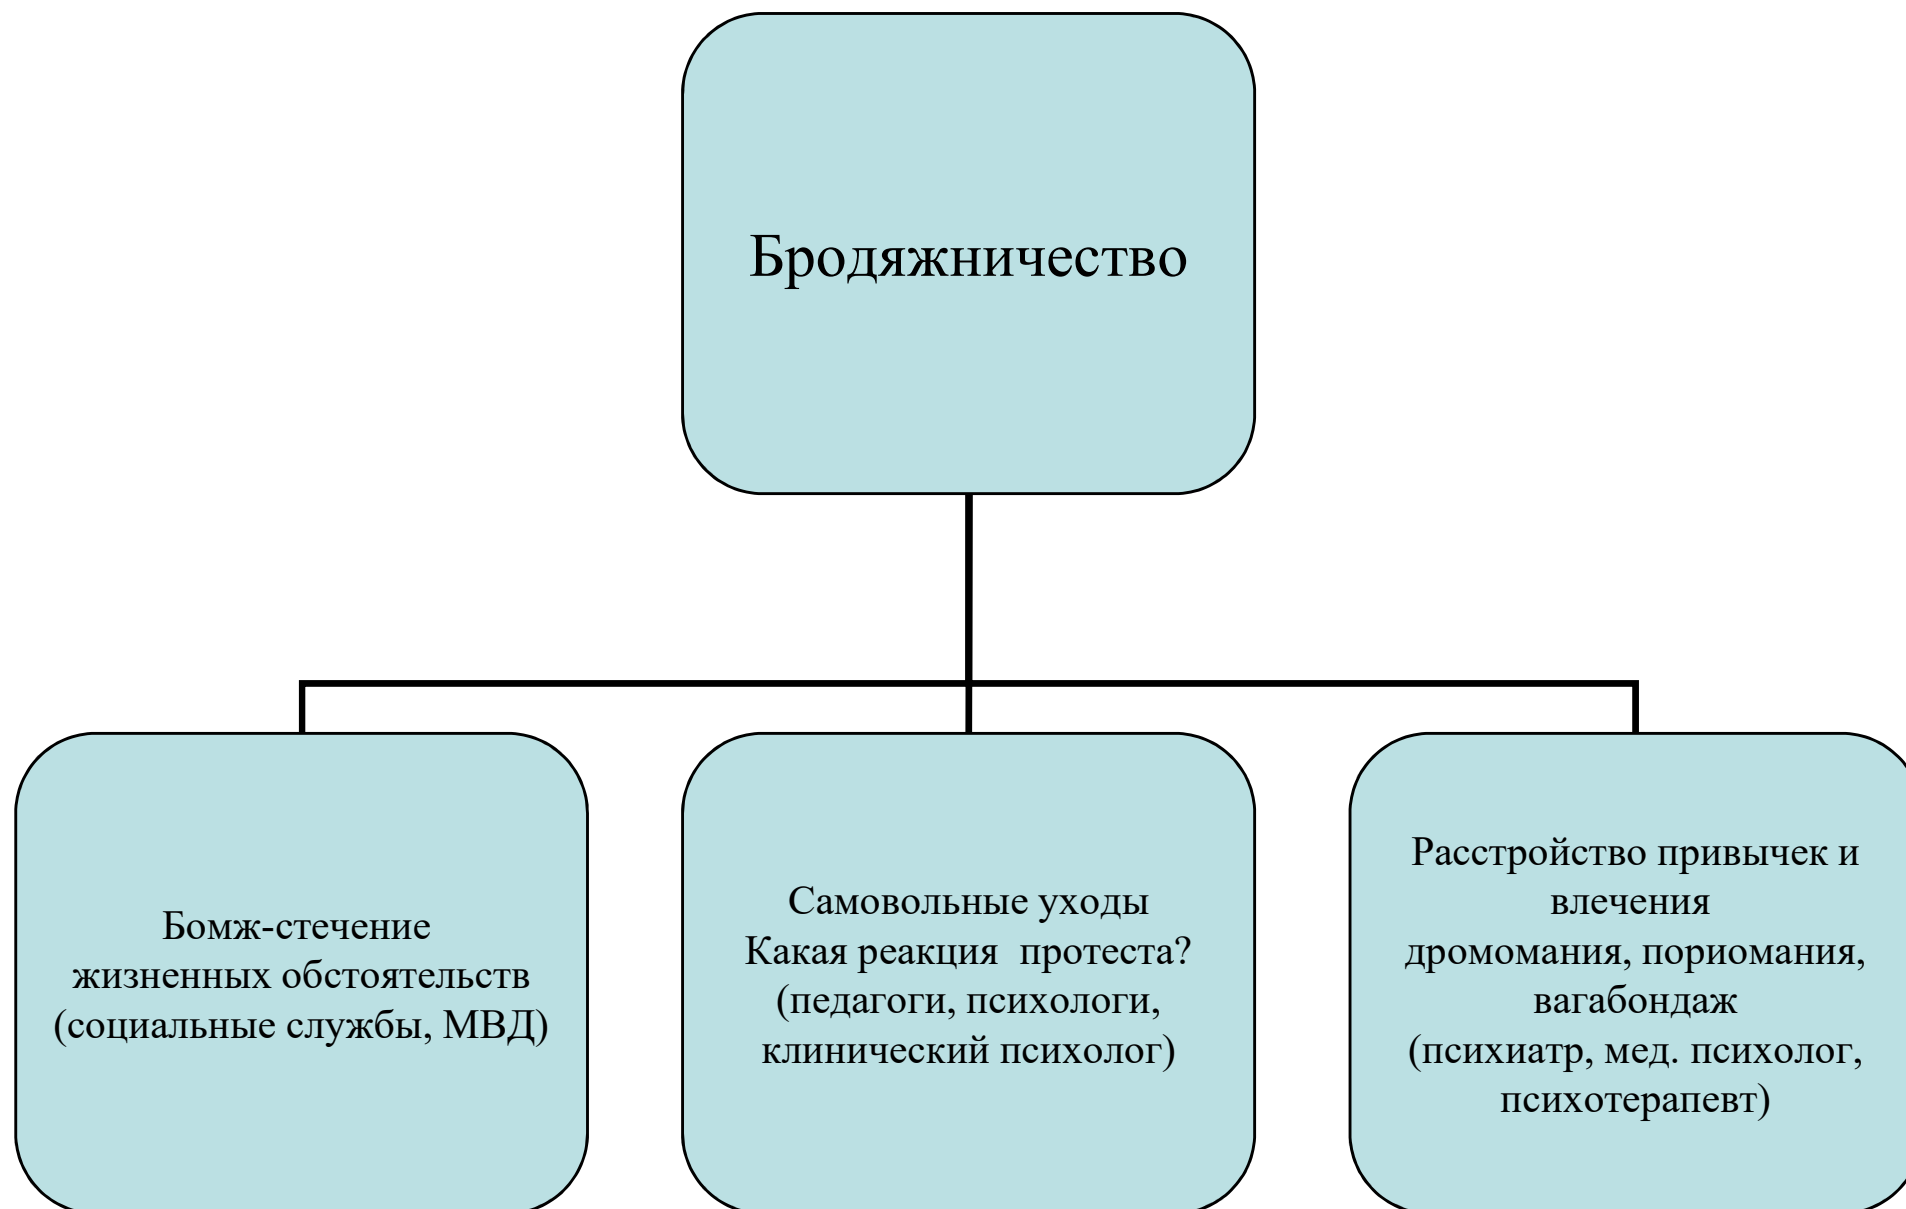 Бродяжничество
Бомж-стечение
жизненных обстоятельств
(социальные службы, МВД)
Самовольные уходы
Какая реакция  протеста?
(педагоги, психологи,
клинический психолог)
Расстройство привычек и
влечения
дромомания, пориомания,
вагабондаж
(психиатр, мед. психолог,
психотерапевт)